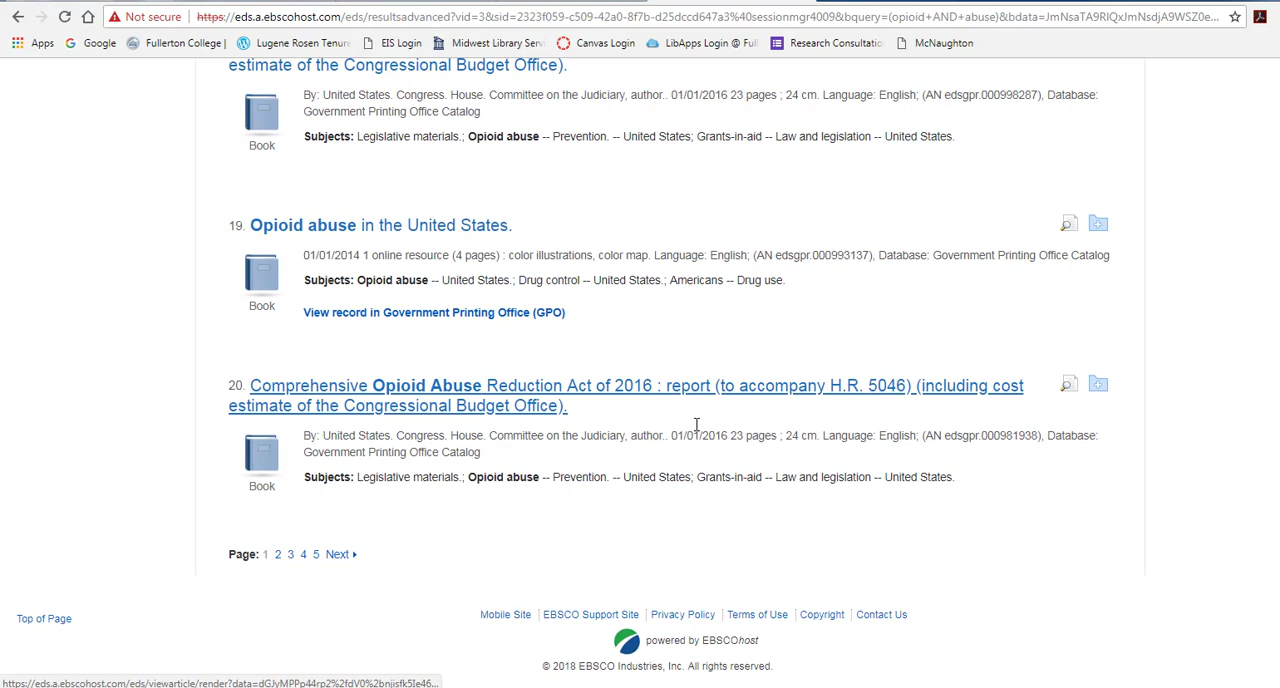 Not secure | https://eds.a.ebscohost.com/eds/resultsadvanced?vid=3&sid=2323f059-c509-42a0-8f7b-d25dccd647a3%40sessionmgr4009&bquery=(opioid+AND+abuse)&bdata=JmNsaTA9RlQxJmNsdjA9WSZ0e...
Apps Google Fullerton College | Lugene Rosen Tenure EIS Login Midwest Library Servi Canvas Login LibApps Login @ Full Research Consultatio McNaughton
estimate of the Congressional Budget Office).
By: United States. Congress. House. Committee on the Judiciary, author.. 01/01/2016 23 pages ; 24 cm. Language: English; (AN edsgpr.000998287), Database:
Government Printing Office Catalog
Subjects: Legislative materials.; Opioid abuse -- Prevention. -- United States; Grants-in-aid -- Law and legislation -- United States.
Book
19. Opioid abuse in the United States.
01/01/2014 1 online resource (4 pages) : color illustrations, color map. Language: English; (AN edsgpr.000993137), Database: Government Printing Office Catalog
Subjects: Opioid abuse -- United States.; Drug control -- United States.; Americans -- Drug use.
Book
View record in Government Printing Office (GPO)
20. Comprehensive Opioid Abuse Reduction Act of 2016 : report (to accompany H.R. 5046) (including cost
estimate of the Congressional Budget Office).
By: United States. Congress. House. Committee on the Judiciary, author.. 01/01/2016 23 pages ; 24 cm. Language: English; (AN edsgpr.000981938), Database:
Government Printing Office Catalog
Subjects: Legislative materials.; Opioid abuse -- Prevention. -- United States; Grants-in-aid -- Law and legislation -- United States.
Book
Page: 1 2 3 4 5 Next
Top of Page
Mobile Site EBSCO Support Site Privacy Policy Terms of Use Copyright Contact Us
powered by EBSCOhost
© 2018 EBSCO Industries, Inc. All rights reserved.